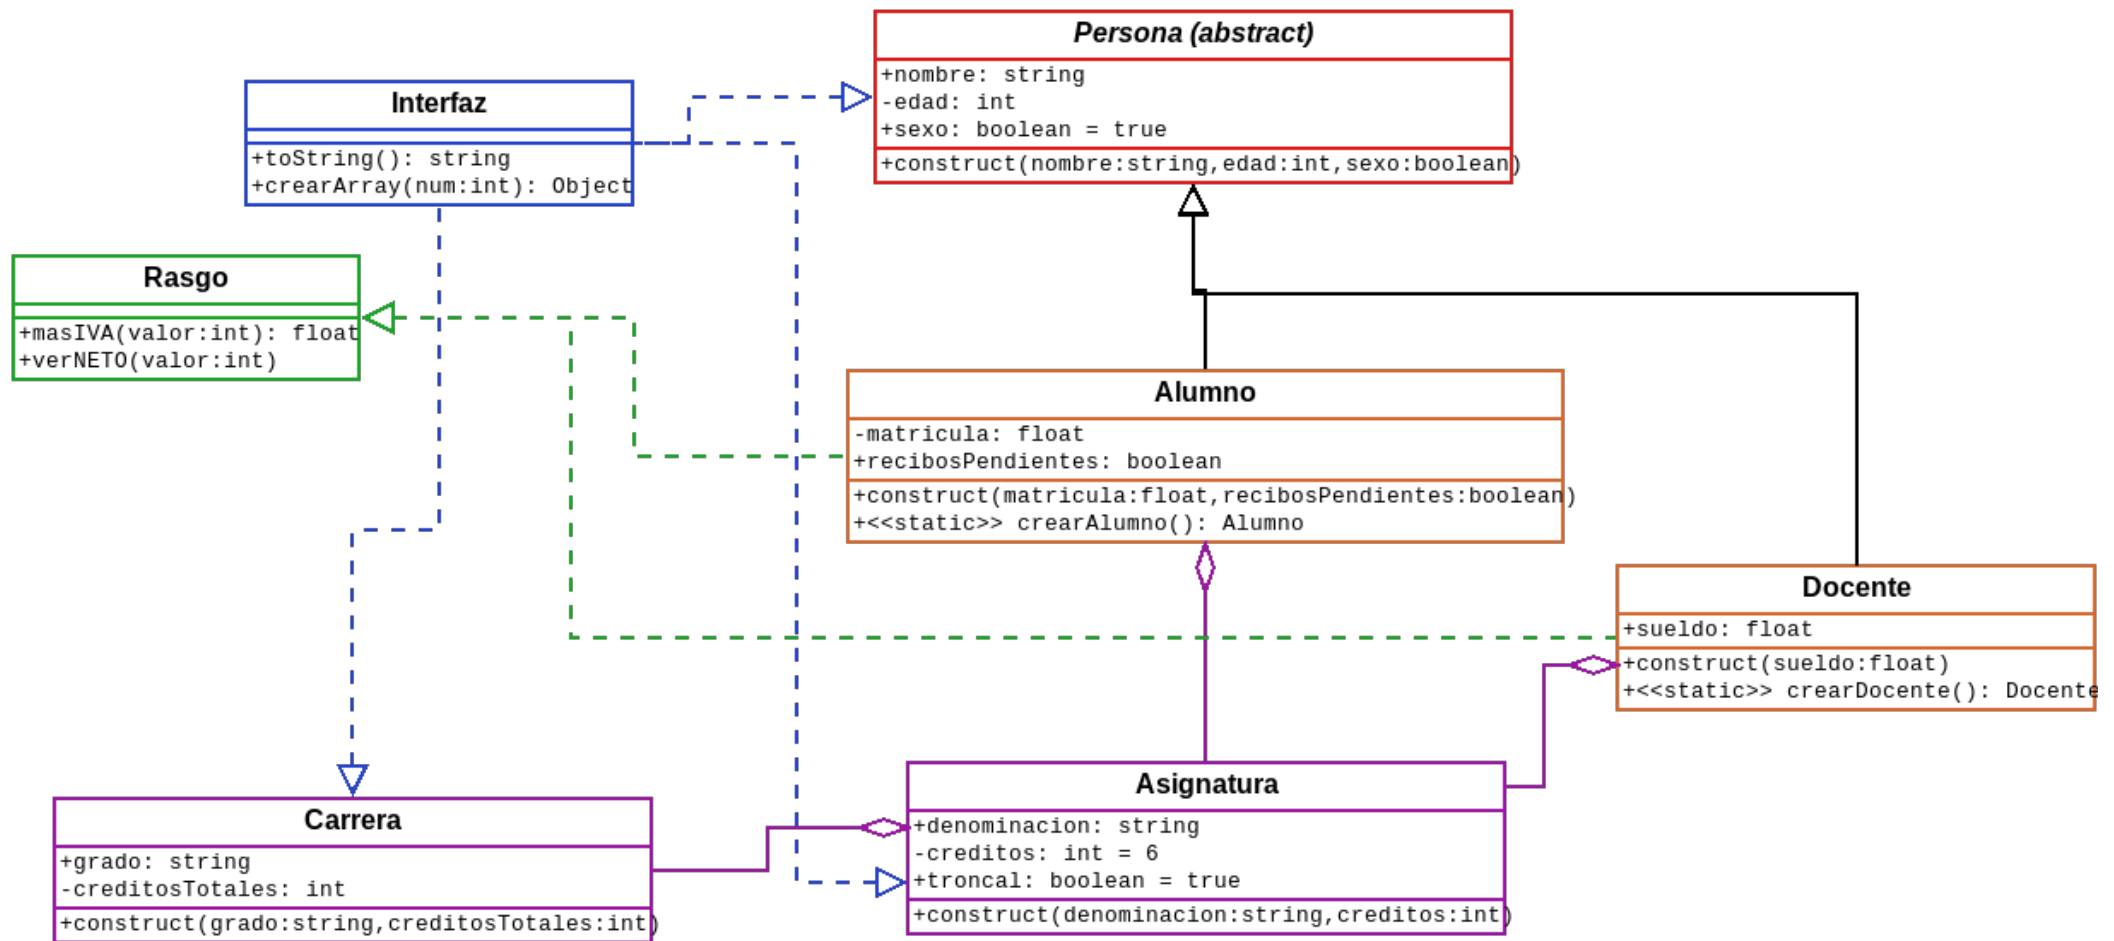 Persona (abstract)
+nombre: string
-edad: int
+sexo: boolean = true
+construct(nombre:string,edad:int,sexo:boolean)
Interfaz
+toString(): string
+crearArray(num:int): Object
Rasgo
+masIVA(valor:int): float
+verNETO(valor:int)
Alumno
-matricula: float
+recibosPendientes: boolean
+construct(matricula:float,recibosPendientes:boolean)
+<<static>> crearAlumno(): Alumno
Docente
+sueldo: float
+construct(sueldo:float)
+<<static>> crearDocente(): Docente
Asignatura
+denominacion: string
-creditos: int = 6
+troncal: boolean = true
+construct(denominacion:string,creditos:int)
Carrera
+grado: string
-creditosTotales: int
+construct(grado:string,creditosTotales:int)